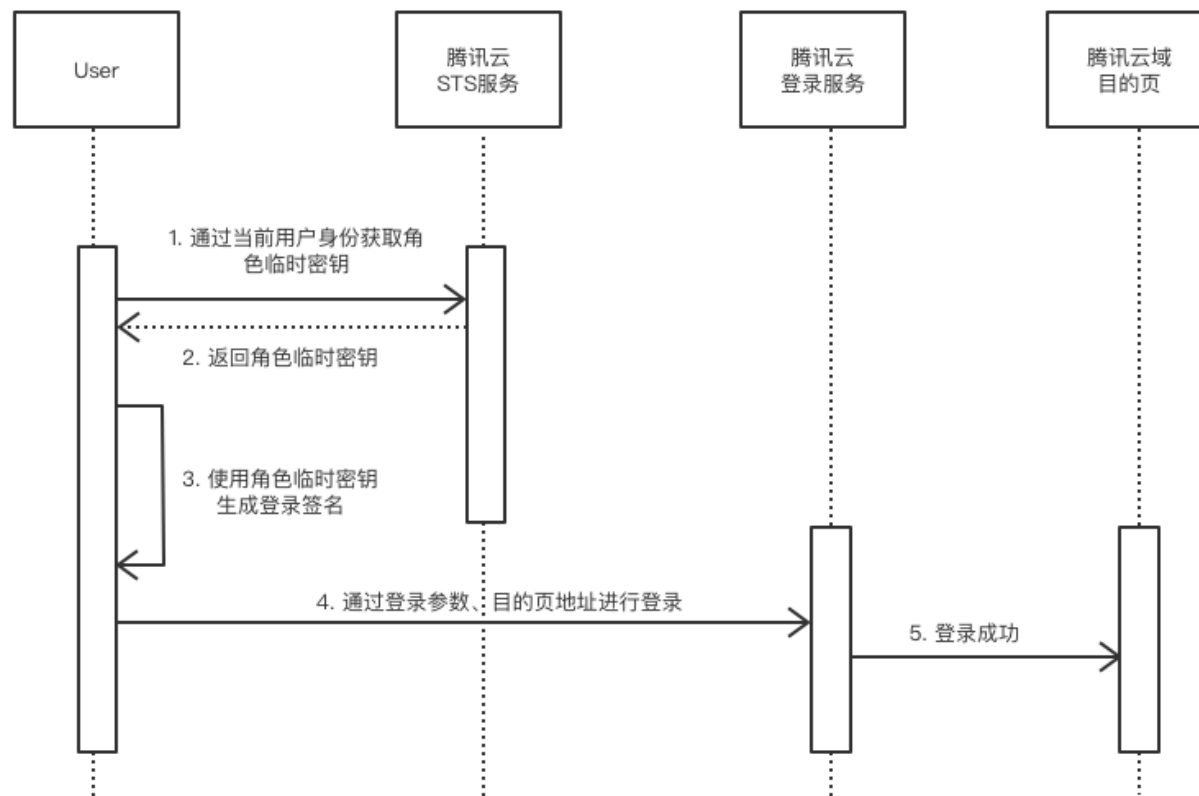 User
腾讯云
STS服务
腾讯云
登录服务
腾讯云域
目的页
1. 通过当前用户身份获取角
色临时密钥
2. 返回角色临时密钥
3. 使用角色临时密钥
生成登录签名
4. 通过登录参数、目的页地址进行登录
5. 登录成功